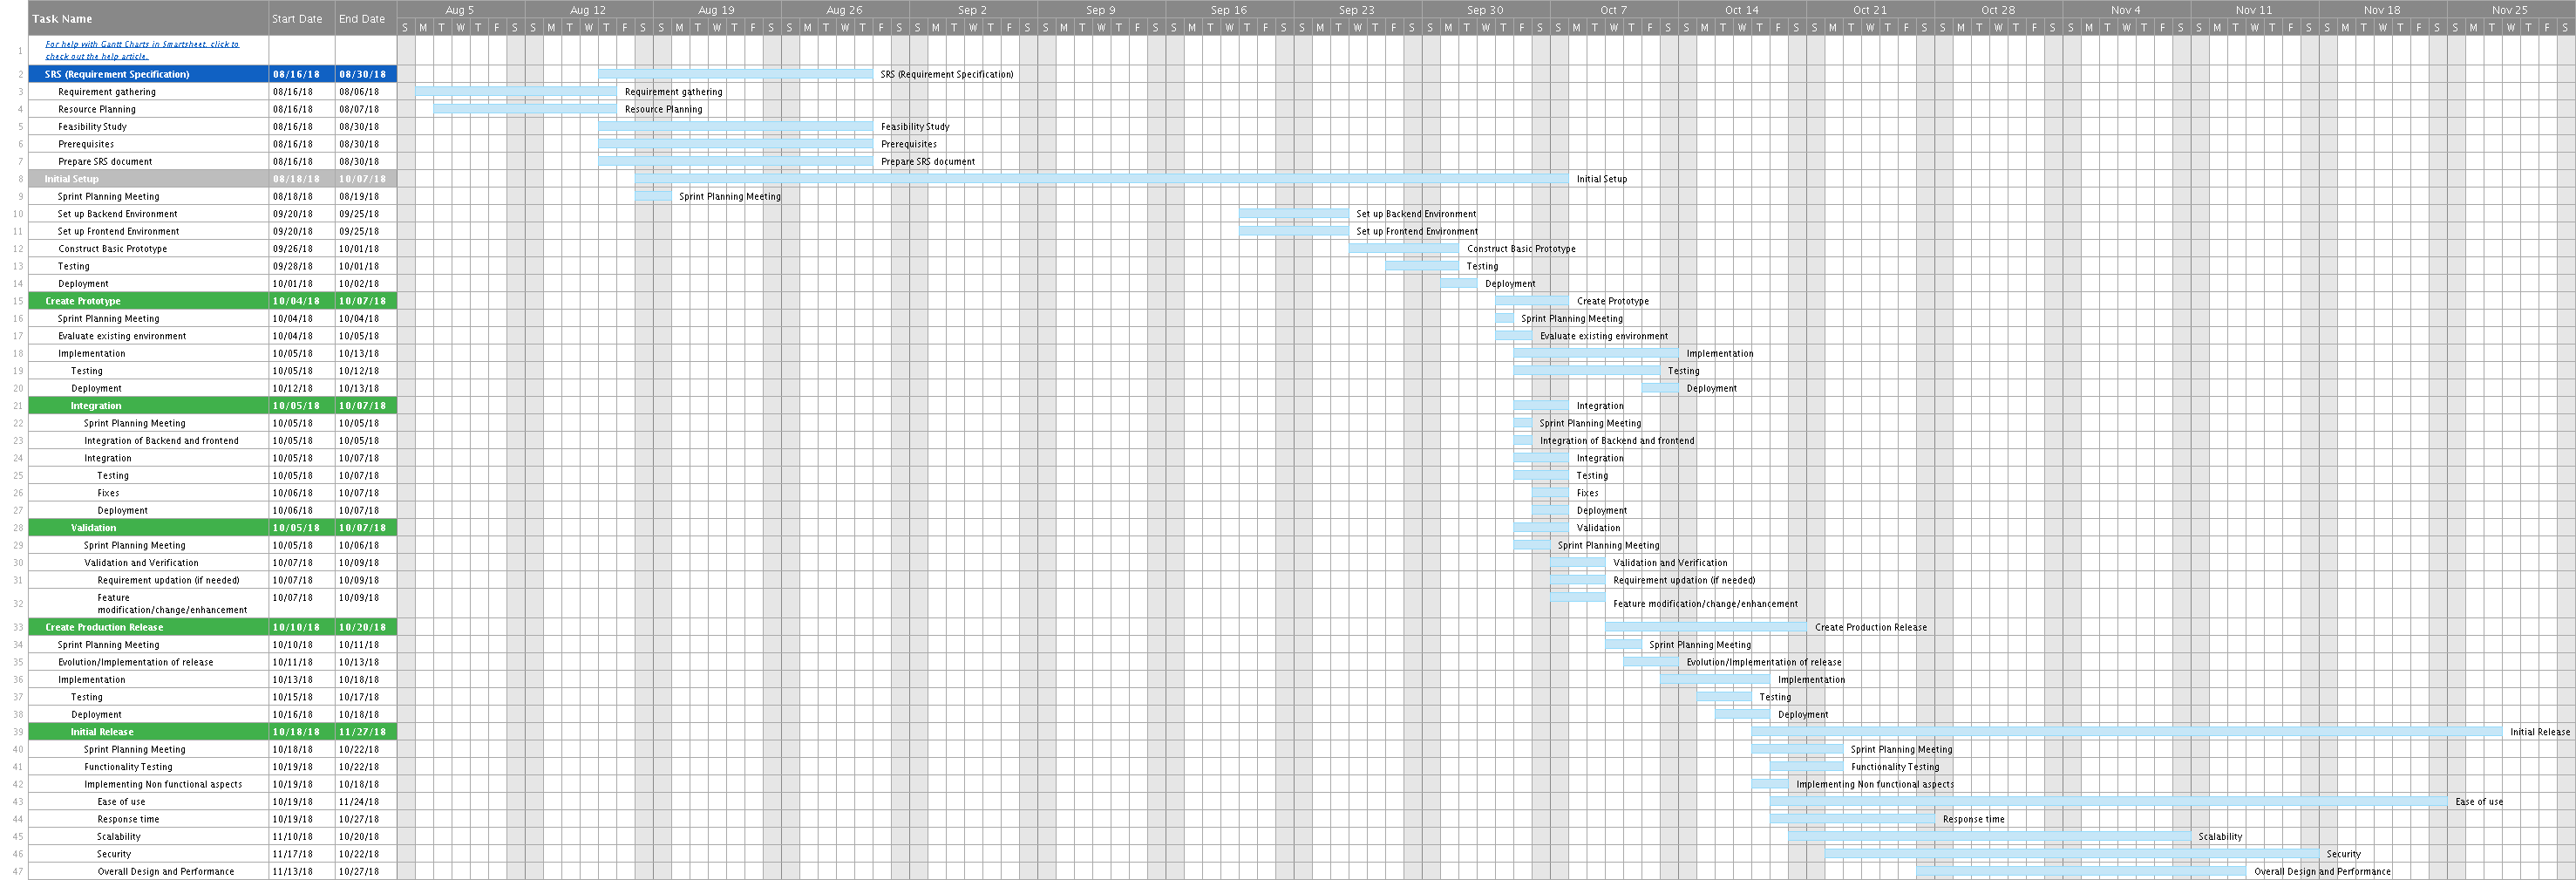 Task Name Start Date End Date Aug 5 Aug 12 Aug 19 Aug 26 Sep 2 Sep 9 Sep 16 Sep 23 Sep 30 Oct 7 Oct 14 Oct 21 Oct 28 Nov 4 Nov 11 Nov 18 Nov 25
S M T W T F S S M T W T F S S M T W T F S S M T W T F S S M T W T F S S M T W T F S S M T W T F S S M T W T F S S M T W T F S S M T W T F S S M T W T F S S M T W T F S S M T W T F S S M T W T F S S M T W T F S S M T W T F S
1 For help with Gantt Charts in Smartsheet, click to
check out the help article.
2 SRS (Requirement Specification) 08/16/18 08/30/18 SRS (Requirement Specification)
3 Requirement gathering 08/16/18 08/06/18 Requirement gathering
4 Resource Planning 08/16/18 08/07/18 Resource Planning
5 Feasibility Study 08/16/18 08/30/18 Feasibility Study
6 Prerequisites 08/16/18 08/30/18 Prerequisites
7 Prepare SRS document 08/16/18 08/30/18 Prepare SRS document
8 Initial Setup 08/18/18 10/07/18 Initial Setup
9 Sprint Planning Meeting 08/18/18 08/19/18 Sprint Planning Meeting
10 Set up Backend Environment 09/20/18 09/25/18 Set up Backend Environment
11 Set up Frontend Environment 09/20/18 09/25/18 Set up Frontend Environment
12 Construct Basic Prototype 09/26/18 10/01/18 Construct Basic Prototype
13 Testing 09/28/18 10/01/18 Testing
14 Deployment 10/01/18 10/02/18 Deployment
15 Create Prototype 10/04/18 10/07/18 Create Prototype
16 Sprint Planning Meeting 10/04/18 10/04/18 Sprint Planning Meeting
17 Evaluate existing environment 10/04/18 10/05/18 Evaluate existing environment
18 Implementation 10/05/18 10/13/18 Implementation
19 Testing 10/05/18 10/12/18 Testing
20 Deployment 10/12/18 10/13/18 Deployment
21 Integration 10/05/18 10/07/18 Integration
22 Sprint Planning Meeting 10/05/18 10/05/18 Sprint Planning Meeting
23 Integration of Backend and frontend 10/05/18 10/05/18 Integration of Backend and frontend
24 Integration 10/05/18 10/07/18 Integration
25 Testing 10/05/18 10/07/18 Testing
26 Fixes 10/06/18 10/07/18 Fixes
27 Deployment 10/06/18 10/07/18 Deployment
28 Validation 10/05/18 10/07/18 Validation
29 Sprint Planning Meeting 10/05/18 10/06/18 Sprint Planning Meeting
30 Validation and Verification 10/07/18 10/09/18 Validation and Verification
31 Requirement updation (if needed) 10/07/18 10/09/18 Requirement updation (if needed)
32 Feature 10/07/18 10/09/18 Feature modification/change/enhancement
modification/change/enhancement
33 Create Production Release 10/10/18 10/20/18 Create Production Release
34 Sprint Planning Meeting 10/10/18 10/11/18 Sprint Planning Meeting
35 Evolution/Implementation of release 10/11/18 10/13/18 Evolution/Implementation of release
36 Implementation 10/13/18 10/18/18 Implementation
37 Testing 10/15/18 10/17/18 Testing
38 Deployment 10/16/18 10/18/18 Deployment
39 Initial Release 10/18/18 11/27/18 Initial Release
40 Sprint Planning Meeting 10/18/18 10/22/18 Sprint Planning Meeting
41 Functionality Testing 10/19/18 10/22/18 Functionality Testing
42 Implementing Non functional aspects 10/19/18 10/18/18 Implementing Non functional aspects
43 Ease of use 10/19/18 11/24/18 Ease of use
44 Response time 10/19/18 10/27/18 Response time
45 Scalability 11/10/18 10/20/18 Scalability
46 Security 11/17/18 10/22/18 Security
47 Overall Design and Performance 11/13/18 10/27/18 Overall Design and Performance